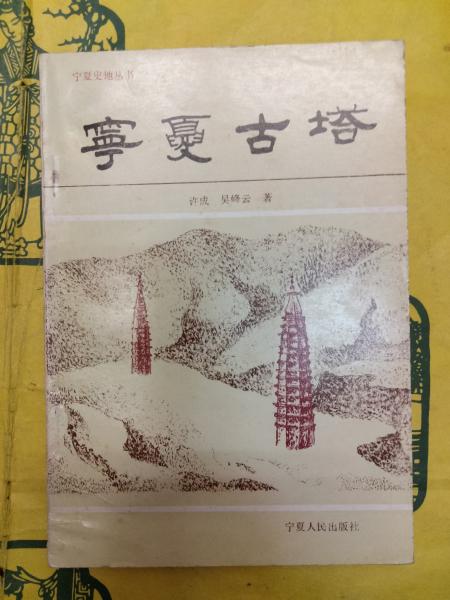 宁夏史地丛书
寧夏古塔
许成 吴峰云 著
宁夏人民出版社